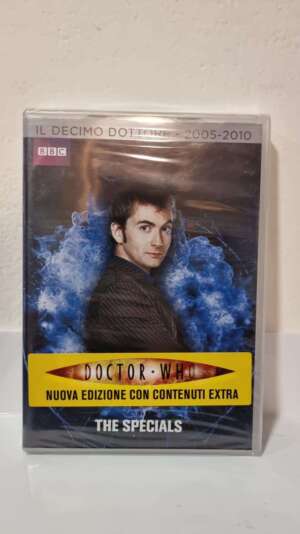 IL DECIMO DOTTORE - 2005-2010
BBC
DOCTOR • WHO
NUOVA EDIZIONE CON CONTENUTI EXTRA
THE SPECIALS